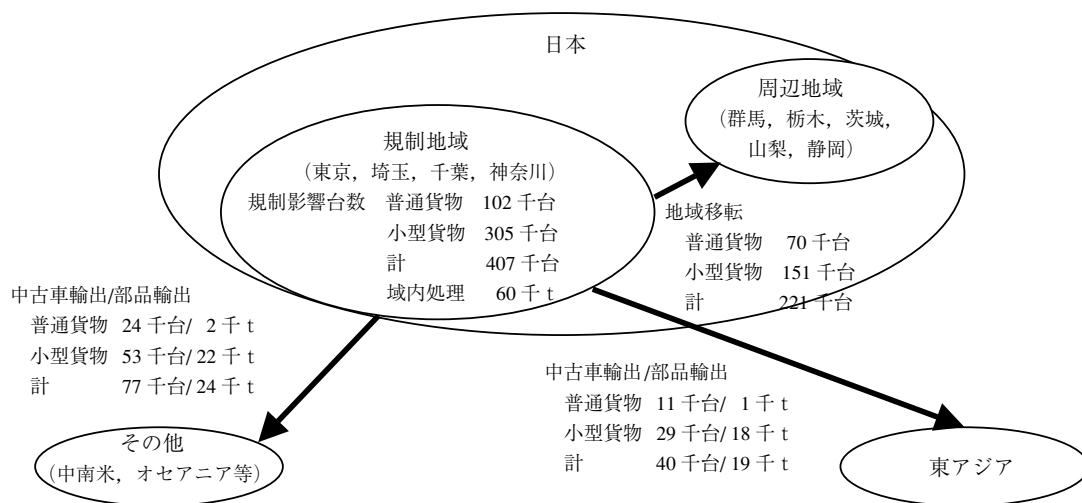 日本
周辺地域
（群馬，栃木，茨城，
山梨，静岡）
規制地域
（東京，埼玉，千葉，神奈川）
規制影響台数 普通貨物 102 千台
小型貨物 305 千台
計 407 千台
域内処理 60 千 t
地域移転
普通貨物 70 千台
小型貨物 151 千台
計 221 千台
中古車輸出/部品輸出
普通貨物 24 千台/ 2 千 t
小型貨物 53 千台/ 22 千 t
計 77 千台/ 24 千 t
中古車輸出/部品輸出
普通貨物 11 千台/ 1 千 t
小型貨物 29 千台/ 18 千 t
計 40 千台/ 19 千 t
その他
（中南米，オセアニア等）
東アジア